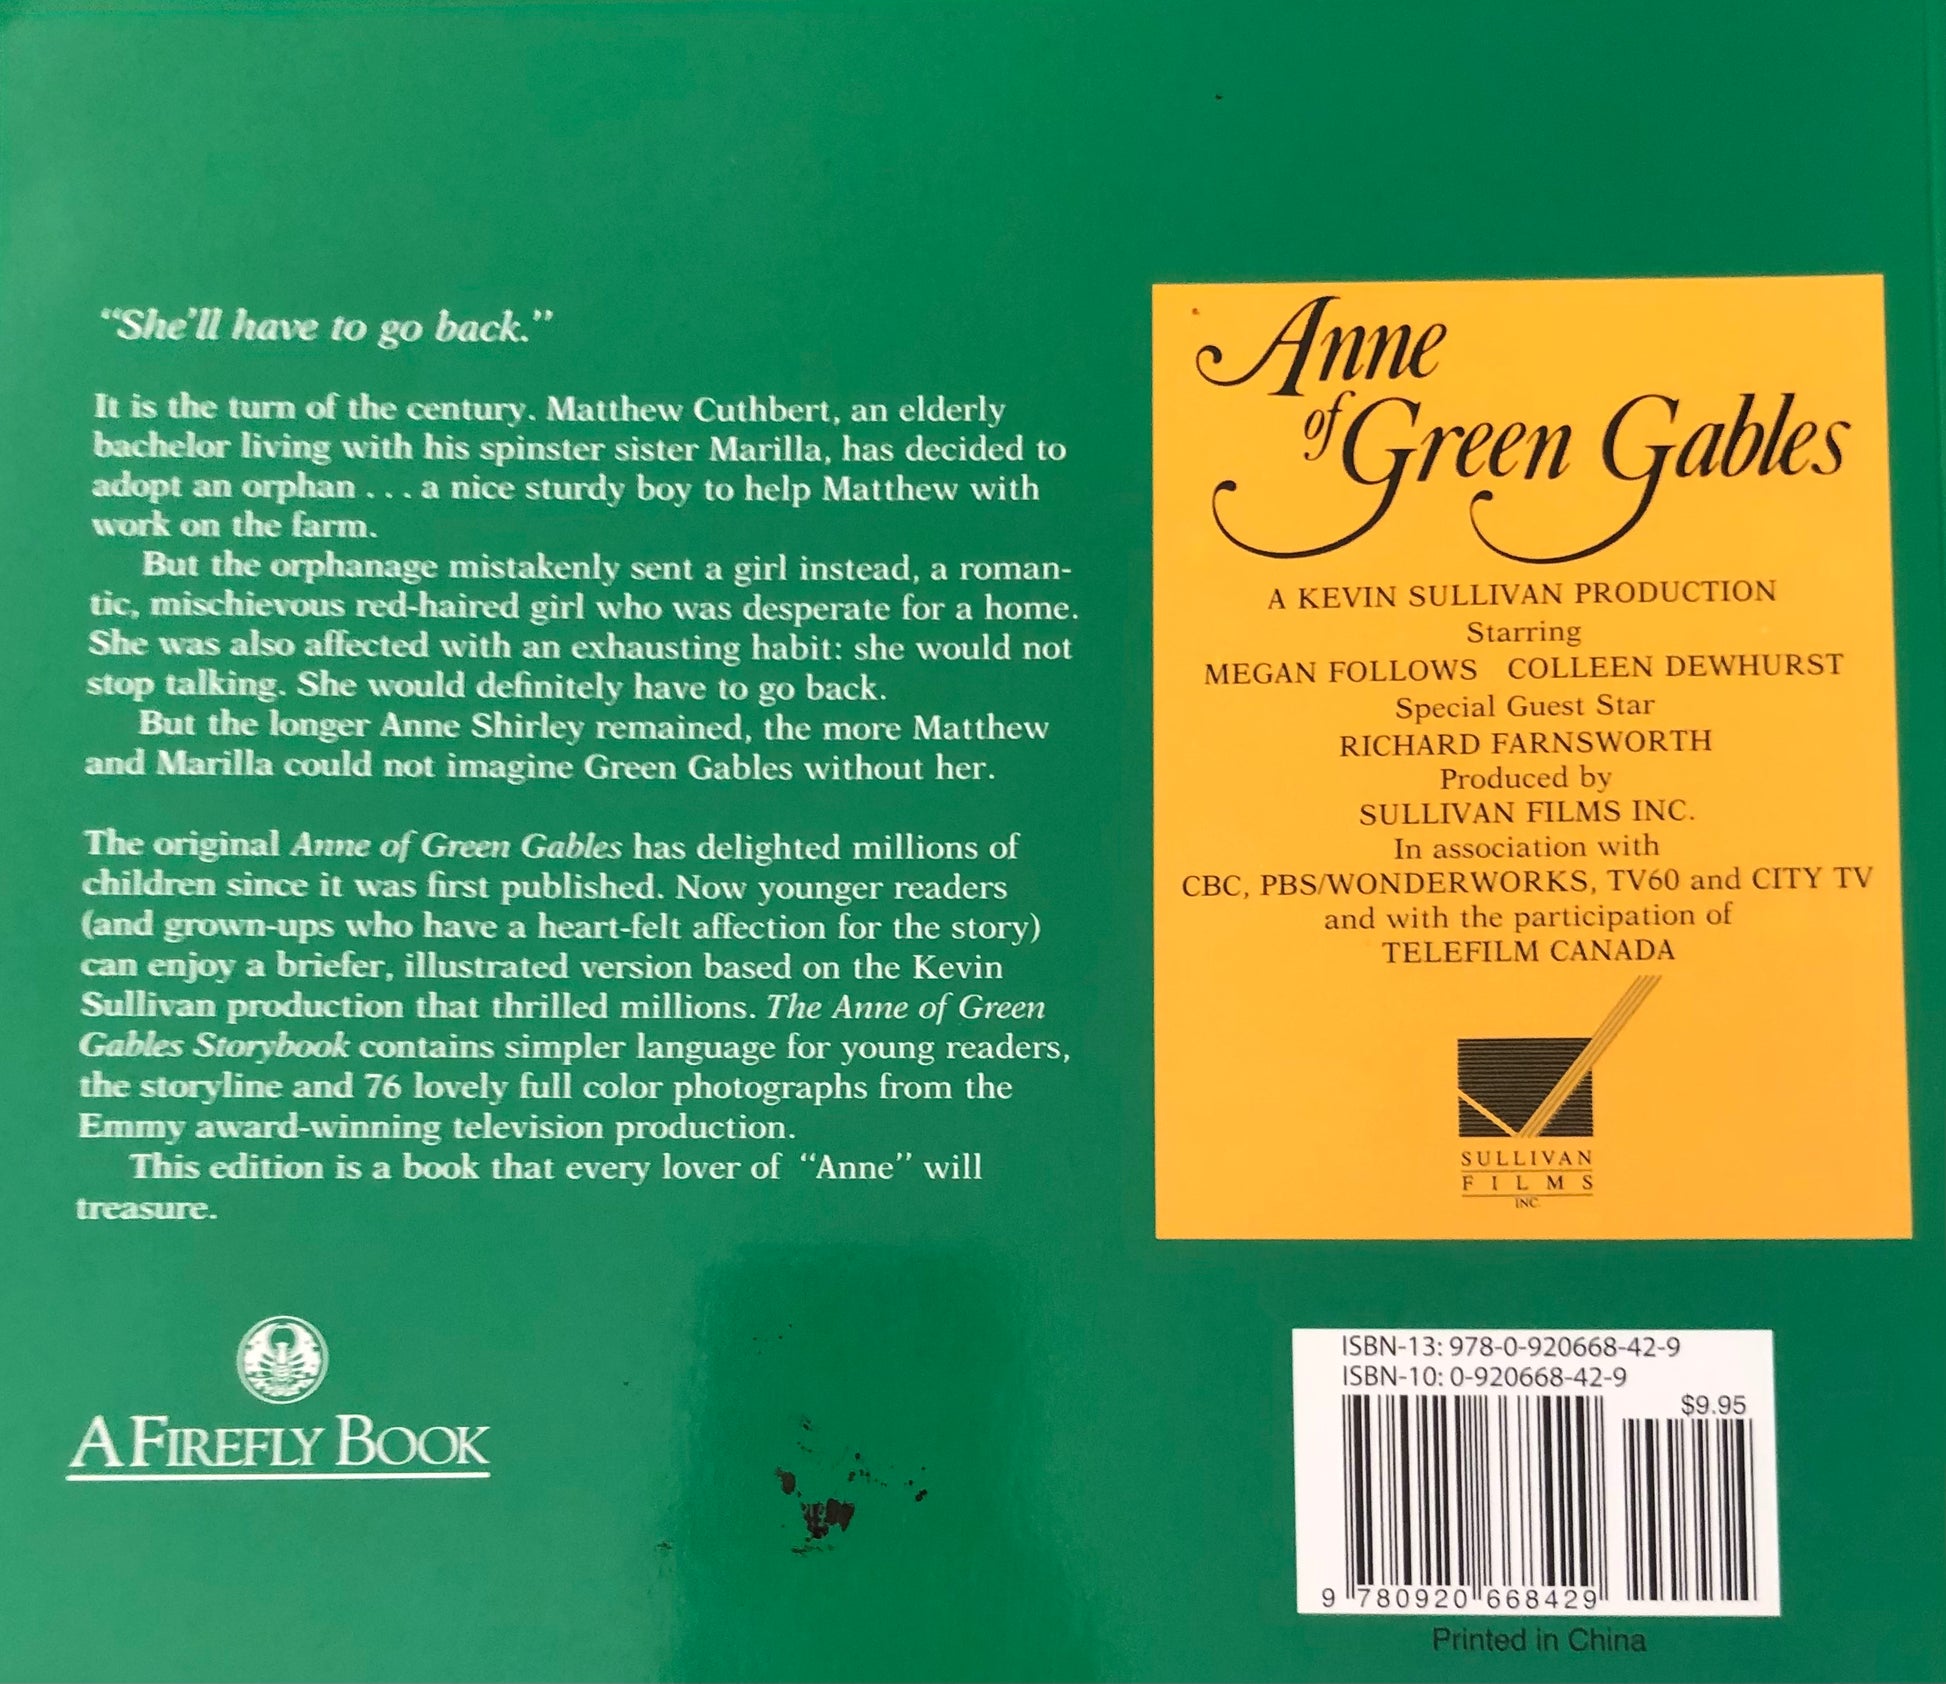 “She’ll have to go back.”
It is the turn of the century. Matthew Cuthbert, an elderly
bachelor living with his spinster sister Marilla, has decided to
adopt an orphan . . . a nice sturdy boy to help Matthew with
work on the farm.
But the orphanage mistakenly sent a girl instead, a roman-
tic, mischievous red-haired girl who was desperate for a home.
She was also affected with an exhausting habit: she would not
stop talking. She would definitely have to go back.
But the longer Anne Shirley remained, the more Matthew
and Marilla could not imagine Green Gables without her.
The original Anne of Green Gables has delighted millions of
children since it was first published. Now younger readers
(and grown-ups who have a heart-felt affection for the story)
can enjoy a briefer, illustrated version based on the Kevin
Sullivan production that thrilled millions. The Anne of Green
Gables Storybook contains simpler language for young readers,
the storyline and 76 lovely full color photographs from the
Emmy award-winning television production.
This edition is a book that every lover of “Anne” will
treasure.
A FIREFLY BOOK
Anne
of Green Gables
A KEVIN SULLIVAN PRODUCTION
Starring
MEGAN FOLLOWS COLLEEN DEWHURST
Special Guest Star
RICHARD FARNSWORTH
Produced by
SULLIVAN FILMS INC.
In association with
CBC, PBS/WONDERWORKS, TV60 and CITY TV
and with the participation of
TELEFILM CANADA
SULLIVAN
FILMS
INC.
ISBN-13: 978-0-920668-42-9
ISBN-10: 0-920668-42-9
$9.95
9 780920 668429
Printed in China